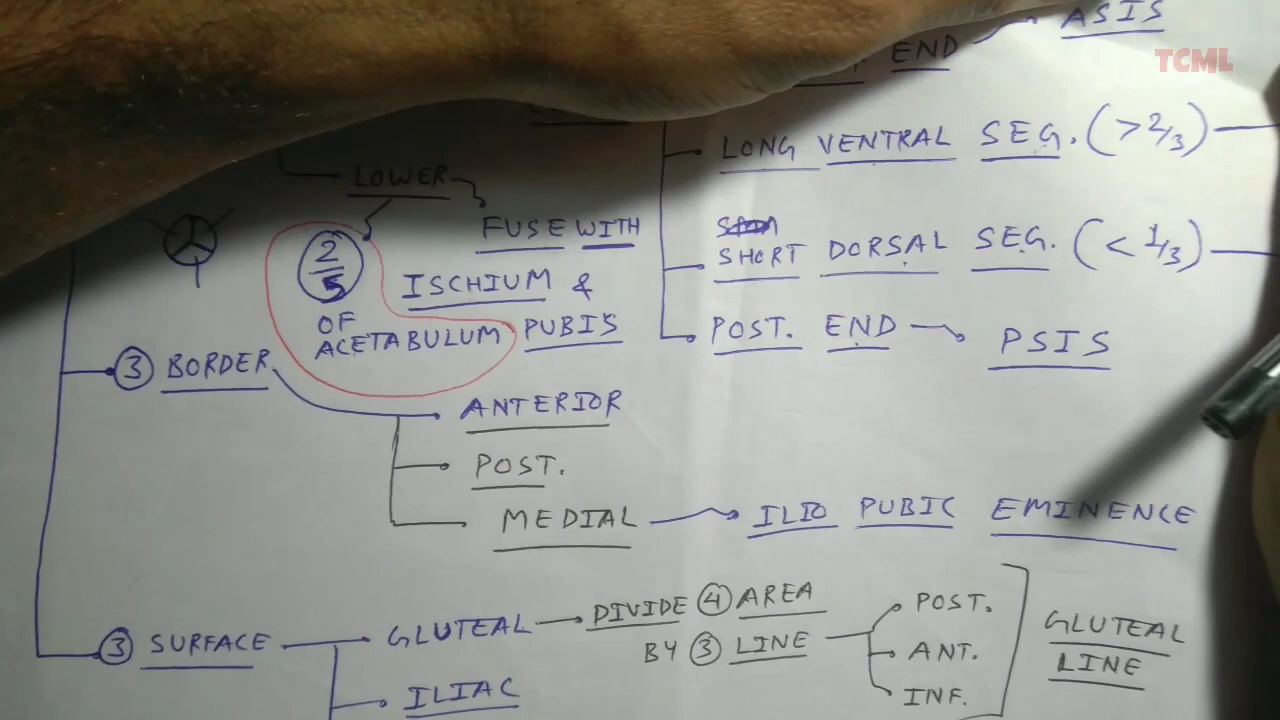 ASIS
END
TCML
LONG VENTRAL SEG. (>2/3)
LOWER
FUSE WITH
2/5
ISCHIUM &
OF
ACETABULUM PUBIS
SHORT DORSAL SEG. (<1/3)
POST. END PSIS
3 BORDER
ANTERIOR
POST.
MEDIAL ILIO PUBIC EMINENCE
3 SURFACE GLUTEAL DIVIDE 4 AREA
BY 3 LINE
POST.
ANT.
INF.
GLUTEAL
LINE
ILIAC